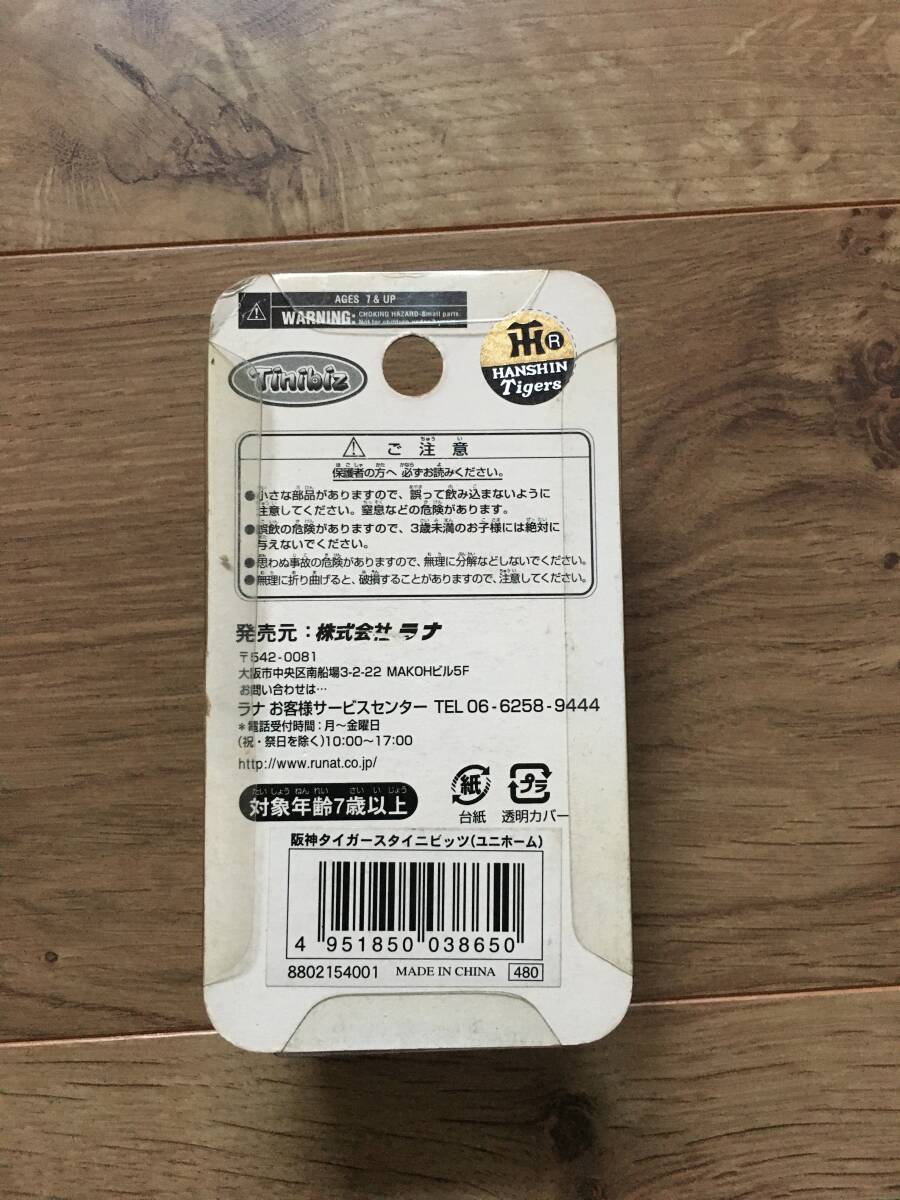 AGES 7 & UP
WARNING: CHOKING HAZARD-Small parts.
Tinibiz
HANSHIN
Tigers
R
ご注意
保護者の方へ 必ずお読みください。
●小さな部品がありますので、誤って飲み込まないように
注意してください。窒息などの危険があります。
●誤飲の危険がありますので、3歳未満のお子様には絶対に
与えないでください。
●思わぬ事故の危険がありますので、無理に分解などしないでください。
●無理に折り曲げると、破損することがありますので、注意してください。
発売元：株式会社 ラナ
〒542-0081
大阪市中央区南船場3-2-22 MAKOHビル5F
お問い合わせは…
ラナ お客様サービスセンター TEL 06-6258-9444
＊電話受付時間：月〜金曜日
(祝・祭日を除く)10:00〜17:00
http://www.runat.co.jp/
たいしょうねんれい さいいじょう
対象年齢7歳以上
紙 プラ
台紙 透明カバー
阪神タイガースタイニビッツ(ユニホーム)
4 951850 038650
8802154001 MADE IN CHINA 480